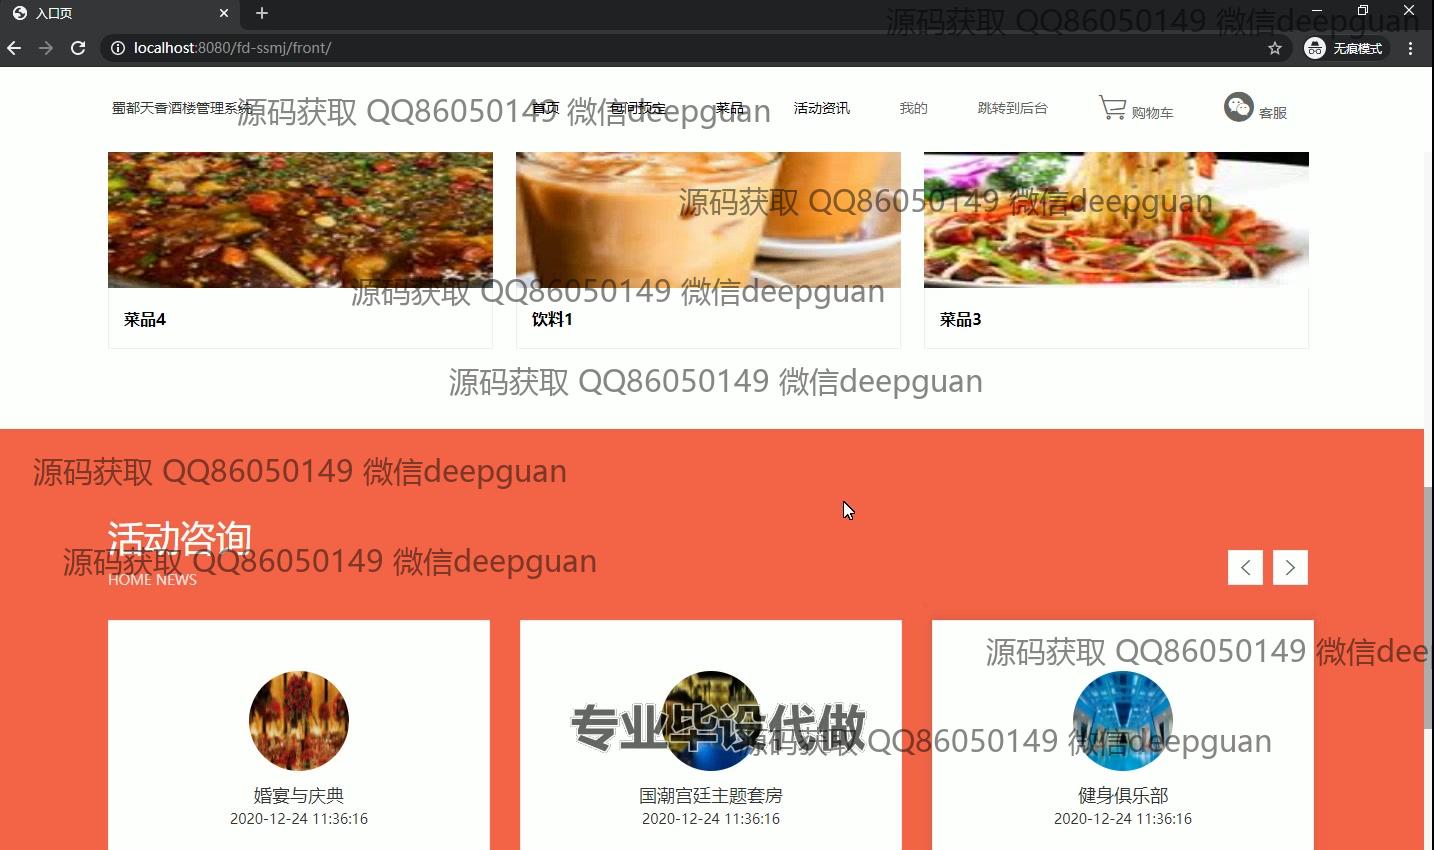 入口页
源码获取 QQ86050149 微信deepguan
localhost:8080/fd-ssmj/front/
无痕模式
蜀都天香酒楼管理系统
首页
包间预定
菜品
活动资讯
我的
跳转到后台
购物车
客服
源码获取 QQ86050149 微信deepguan
源码获取 QQ86050149 微信deepguan
源码获取 QQ86050149 微信deepguan
菜品4
饮料1
菜品3
源码获取 QQ86050149 微信deepguan
源码获取 QQ86050149 微信deepguan
活动咨询
源码获取 QQ86050149 微信deepguan
HOME NEWS
源码获取 QQ86050149 微信dee
专业毕设代做
源码获取 QQ86050149 微信deepguan
婚宴与庆典
国潮宫廷主题套房
健身俱乐部
2020-12-24 11:36:16
2020-12-24 11:36:16
2020-12-24 11:36:16